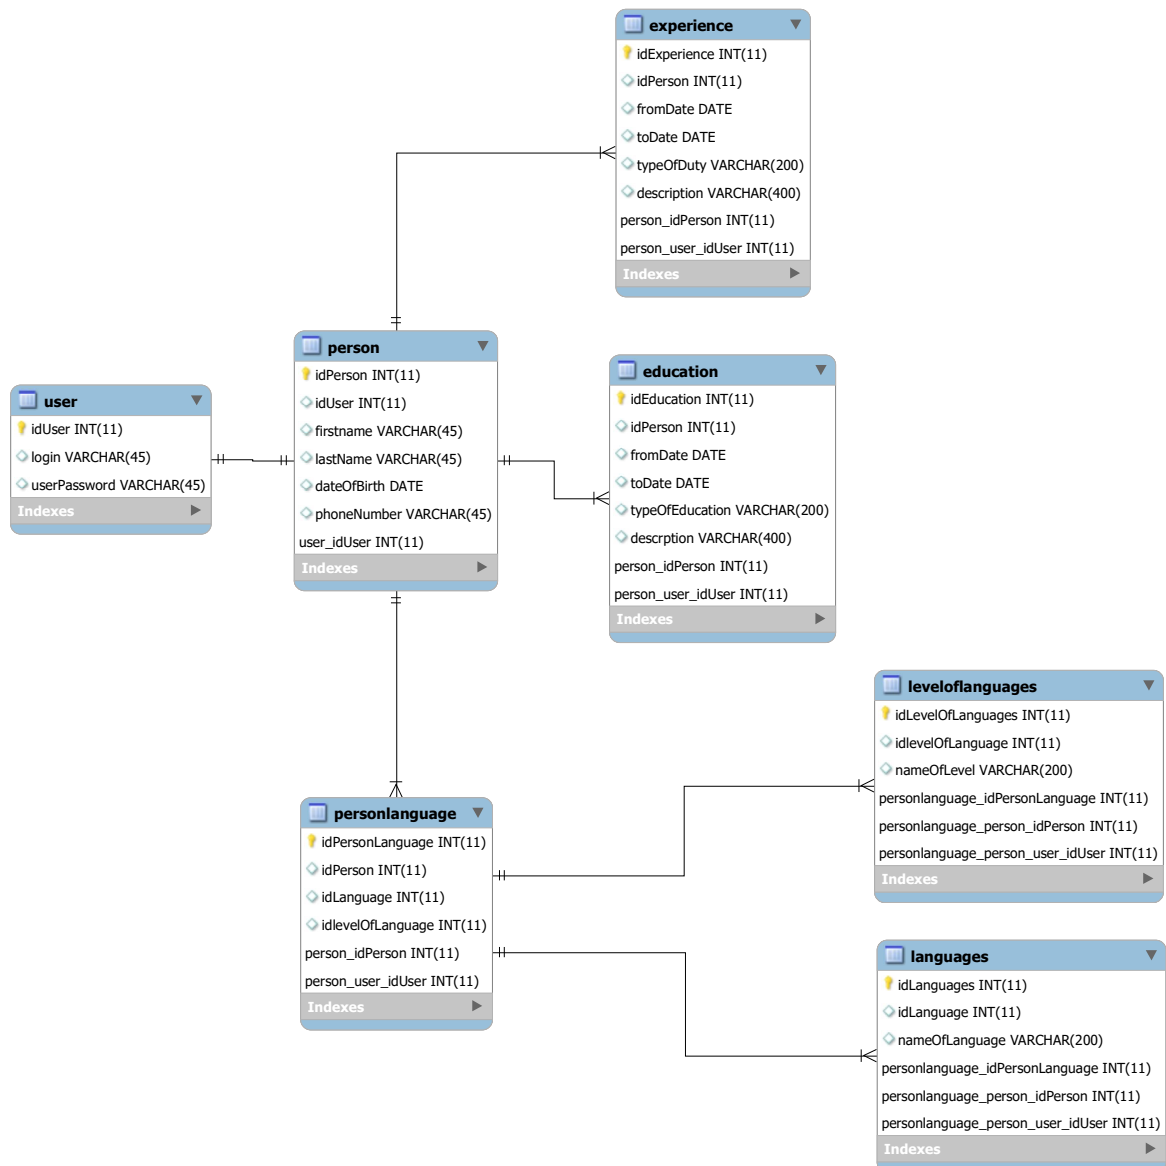 experience
idExperience INT(11)
idPerson INT(11)
fromDate DATE
toDate DATE
typeOfDuty VARCHAR(200)
description VARCHAR(400)
person_idPerson INT(11)
person_user_idUser INT(11)
Indexes
person
idPerson INT(11)
idUser INT(11)
firstname VARCHAR(45)
lastName VARCHAR(45)
dateOfBirth DATE
phoneNumber VARCHAR(45)
user_idUser INT(11)
Indexes
education
idEducation INT(11)
idPerson INT(11)
fromDate DATE
toDate DATE
typeOfEducation VARCHAR(200)
descrption VARCHAR(400)
person_idPerson INT(11)
person_user_idUser INT(11)
Indexes
user
idUser INT(11)
login VARCHAR(45)
userPassword VARCHAR(45)
Indexes
leveloflanguages
idLevelOfLanguages INT(11)
idlevelOfLanguage INT(11)
nameOfLevel VARCHAR(200)
personlanguage_idPersonLanguage INT(11)
personlanguage_person_idPerson INT(11)
personlanguage_person_user_idUser INT(11)
Indexes
personlanguage
idPersonLanguage INT(11)
idPerson INT(11)
idLanguage INT(11)
idlevelOfLanguage INT(11)
person_idPerson INT(11)
person_user_idUser INT(11)
Indexes
languages
idLanguages INT(11)
idLanguage INT(11)
nameOfLanguage VARCHAR(200)
personlanguage_idPersonLanguage INT(11)
personlanguage_person_idPerson INT(11)
personlanguage_person_user_idUser INT(11)
Indexes